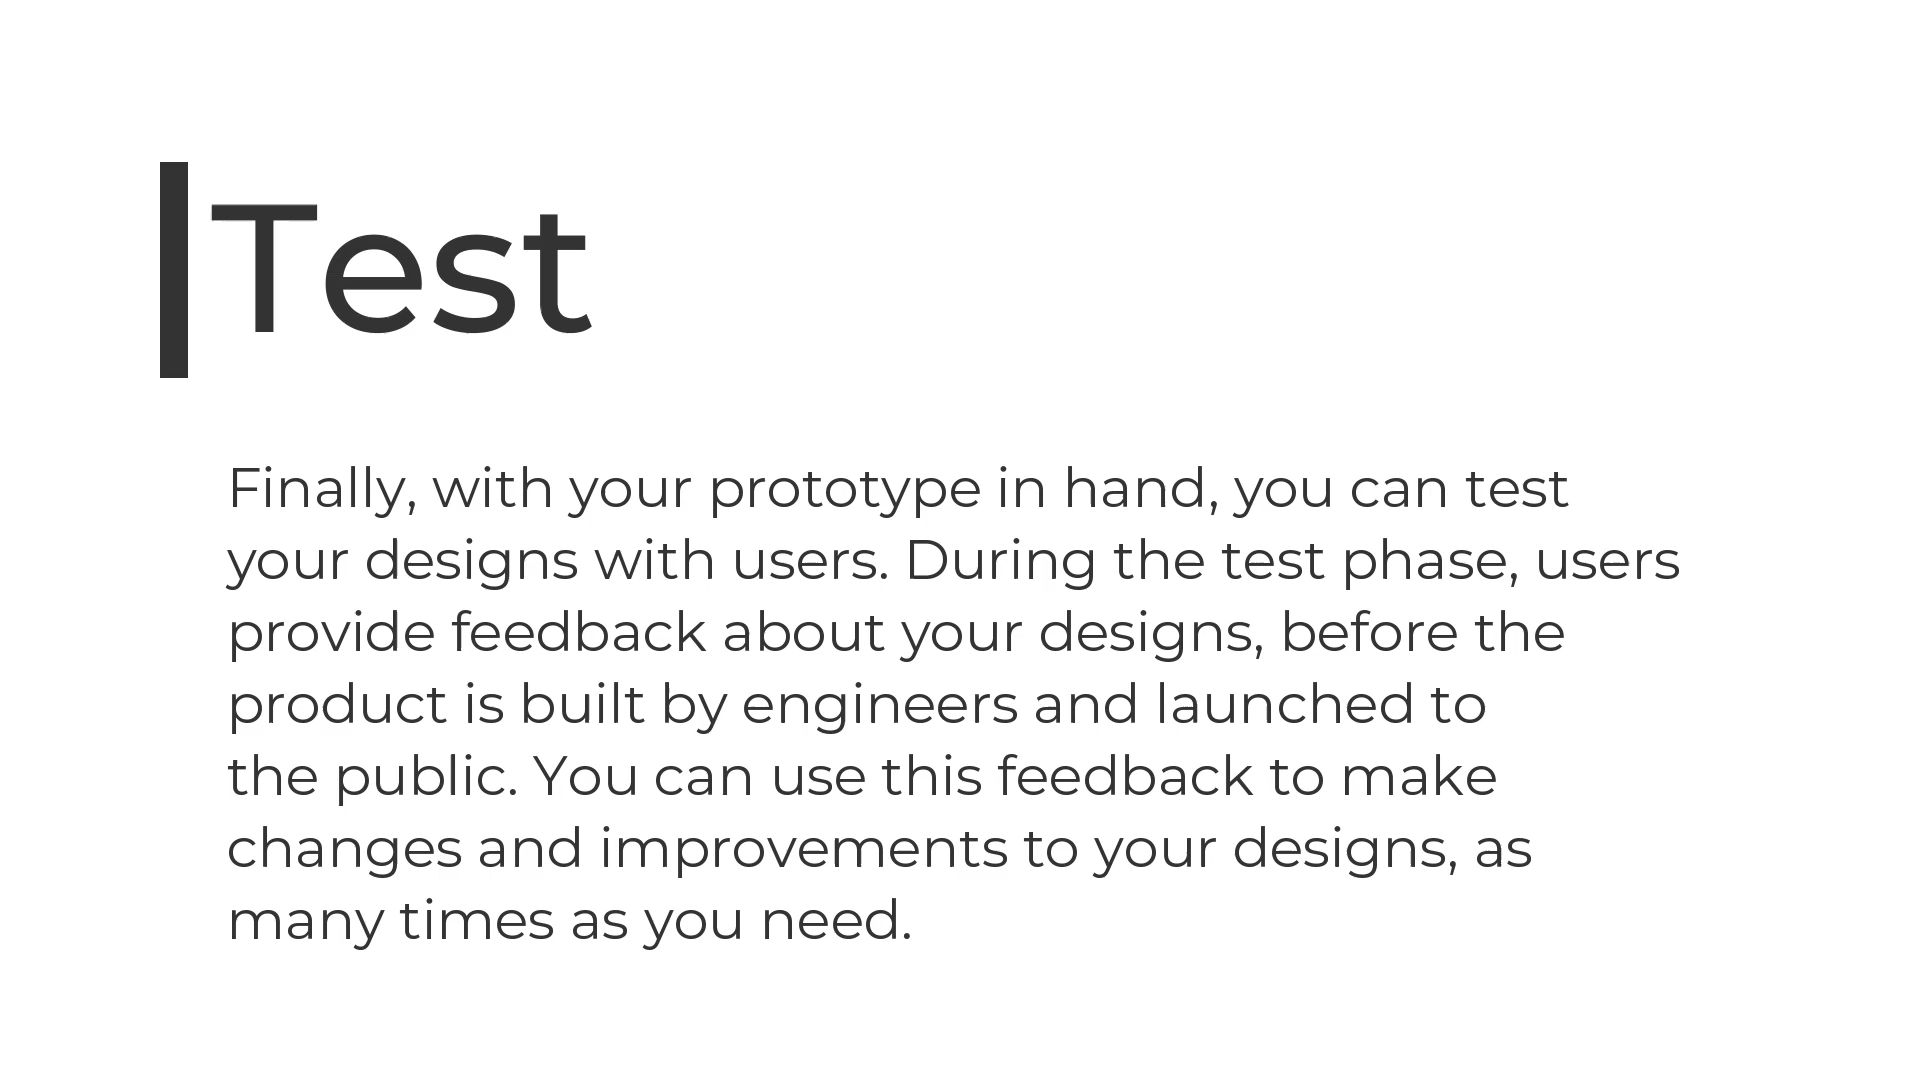 Test
Finally, with your prototype in hand, you can test
your designs with users. During the test phase, users
provide feedback about your designs, before the
product is built by engineers and launched to
the public. You can use this feedback to make
changes and improvements to your designs, as
many times as you need.